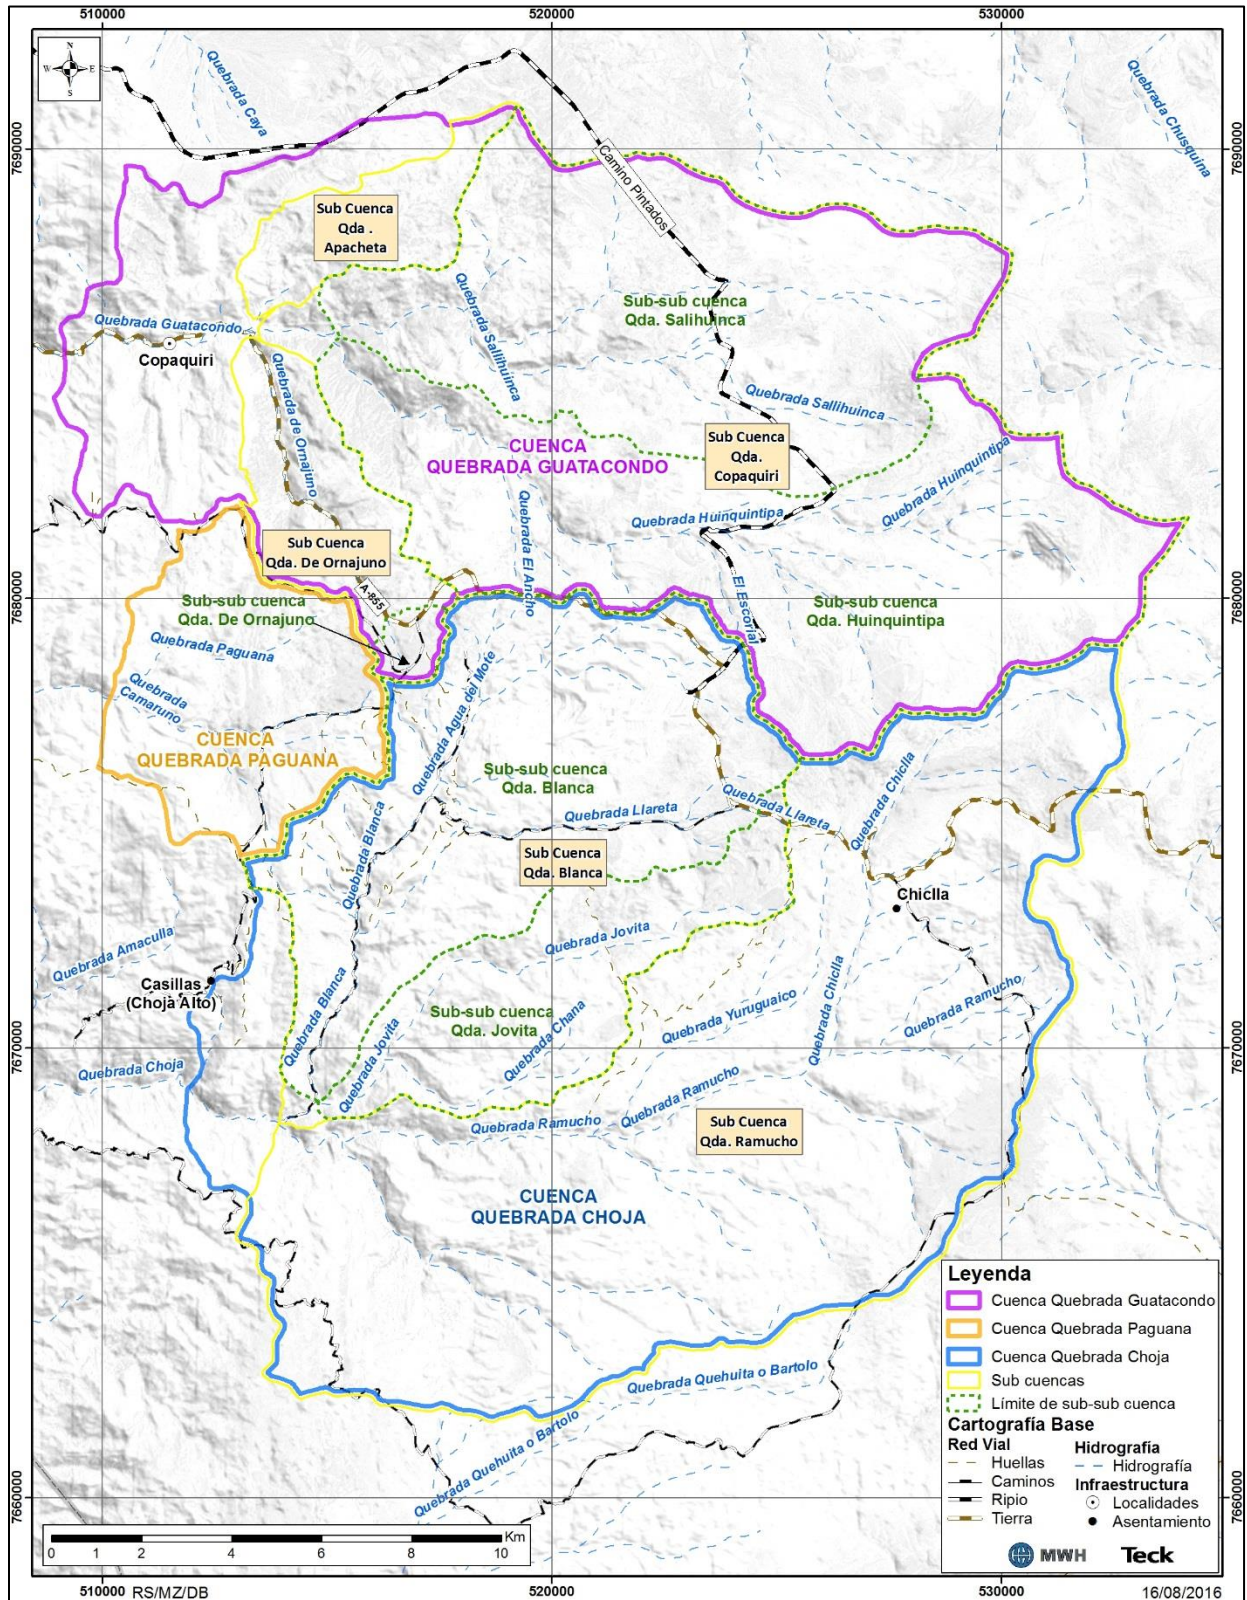 510000
520000
530000
N
W E
S
Quebrada Caya
Quebrada Chusquina
7690000
7690000
Camino Pintados
Sub Cuenca
Qda .
Apacheta
Quebrada Sallihuinca
Sub-sub cuenca
Qda. Salihuinca
Quebrada Guatacondo
Copaquiri
Quebrada de Ornajuno
Quebrada Sallihuinca
CUENCA
QUEBRADA GUATACONDO
Sub Cuenca
Qda.
Copaquiri
Quebrada Huinquintipa
Quebrada Huinquintipa
Quebrada El Ancho
Sub Cuenca
Qda. De Ornajuno
A-855
El Escorial
7680000
7680000
Sub-sub cuenca
Qda. De Ornajuno
Sub-sub cuenca
Qda. Huinquintipa
Quebrada Paguana
Quebrada
Camaruno
Quebrada Agua del Mote
CUENCA
QUEBRADA PAGUANA
Sub-sub cuenca
Qda. Blanca
Quebrada Chiclla
Quebrada Llareta
Quebrada Llareta
Quebrada Blanca
Sub Cuenca
Qda. Blanca
Chiclla
Quebrada Jovita
Quebrada Amaculla
Casillas
(Choja Alto)
Quebrada Blanca
Sub-sub cuenca
Qda. Jovita
Quebrada Chana
Quebrada Yuruguaico
Quebrada Chiclla
Quebrada Ramucho
7670000
7670000
Quebrada Choja
Quebrada Jovita
Quebrada Ramucho
Quebrada Ramucho
Sub Cuenca
Qda. Ramucho
CUENCA
QUEBRADA CHOJA
Quebrada Quehuita o Bartolo
Quebrada Quehuita o Bartolo
7660000
7660000
Leyenda
Cuenca Quebrada Guatacondo
Cuenca Quebrada Paguana
Cuenca Quebrada Choja
Sub cuencas
Límite de sub-sub cuenca
Cartografía Base
Red Vial
Huellas
Caminos
Ripio
Tierra
Hidrografía
Hidrografía
Infraestructura
Localidades
Asentamiento
MWH Teck
Km
0 1 2 4 6 8 10
510000
520000
530000
RS/MZ/DB
16/08/2016